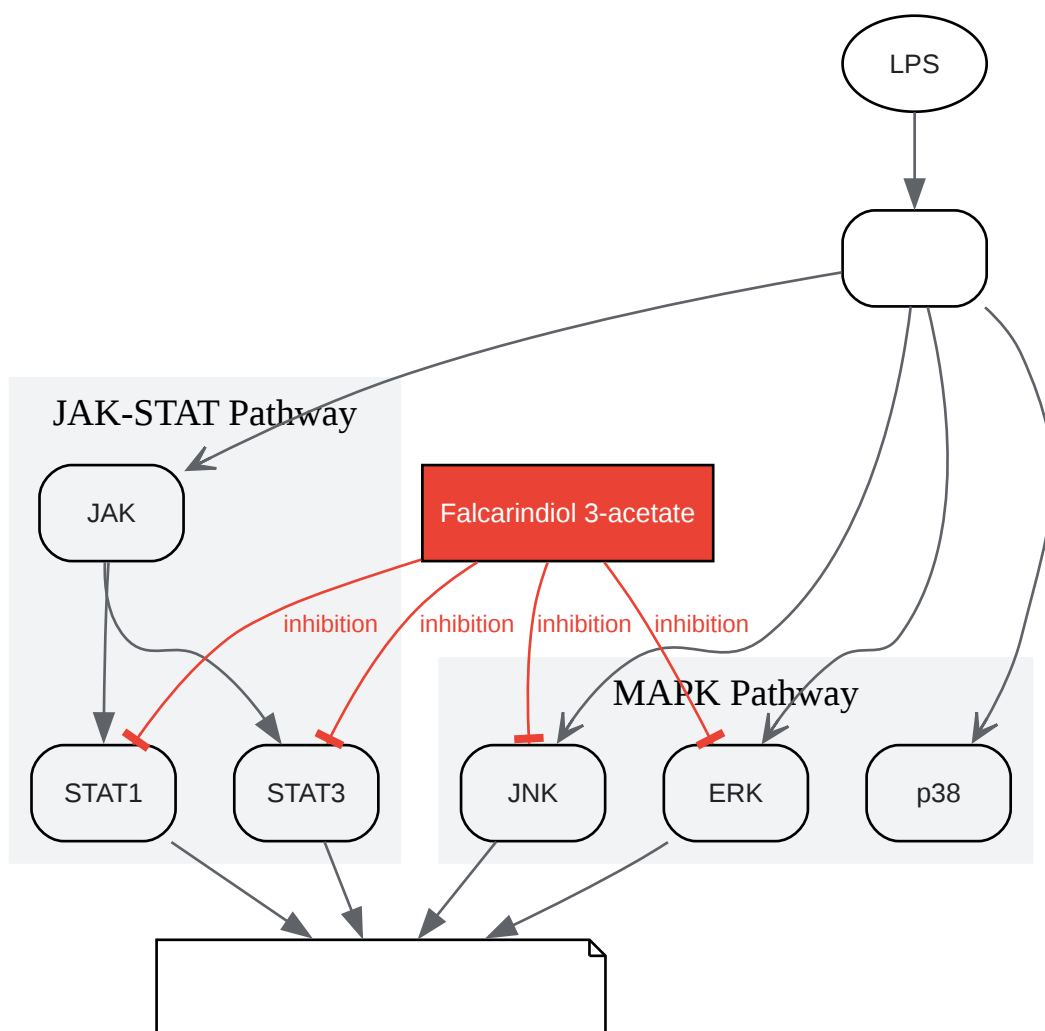 LPS
JAK-STAT Pathway
JAK
Falcarindiol 3-acetate
inhibition
inhibition
inhibition
inhibition
MAPK Pathway
STAT1
STAT3
JNK
ERK
p38